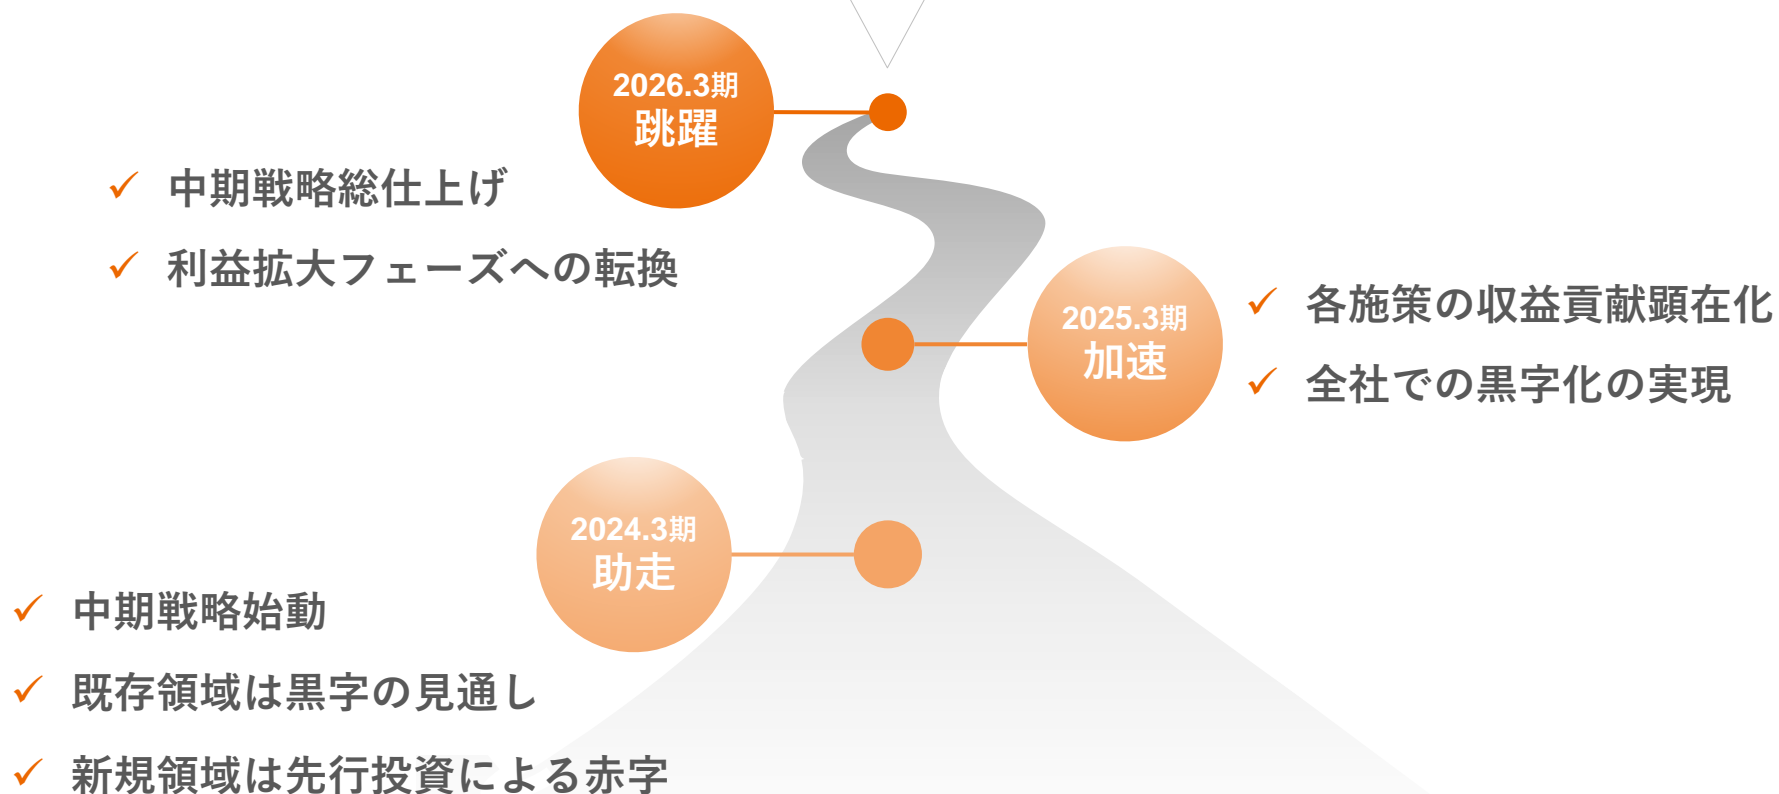 2026.3期
跳躍
中期戦略総仕上げ
利益拡大フェーズへの転換
2025.3期
加速
各施策の収益貢献顕在化
全社での黒字化の実現
2024.3期
助走
中期戦略始動
既存領域は黒字の見通し
新規領域は先行投資による赤字